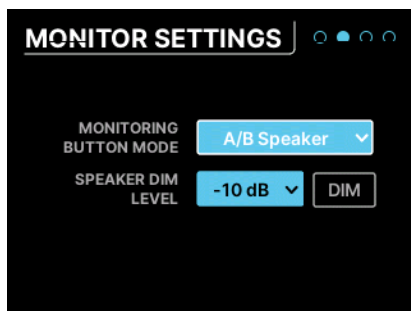 MONITOR SETTINGS
MONITORING
BUTTON MODE
A/B Speaker
SPEAKER DIM
LEVEL
-10 dB
DIM